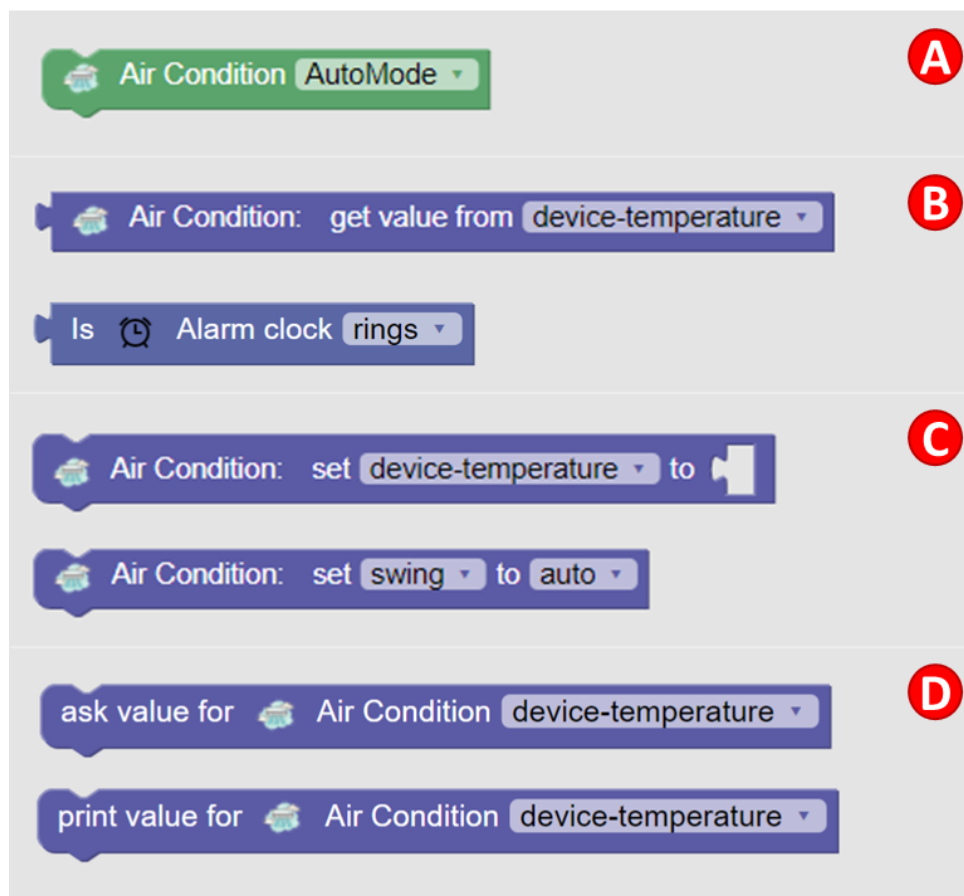 Air Condition AutoMode
A
Air Condition: get value from device-temperature
B
Is Alarm clock rings
Air Condition: set device-temperature to
C
Air Condition: set swing to auto
ask value for Air Condition device-temperature
D
print value for Air Condition device-temperature